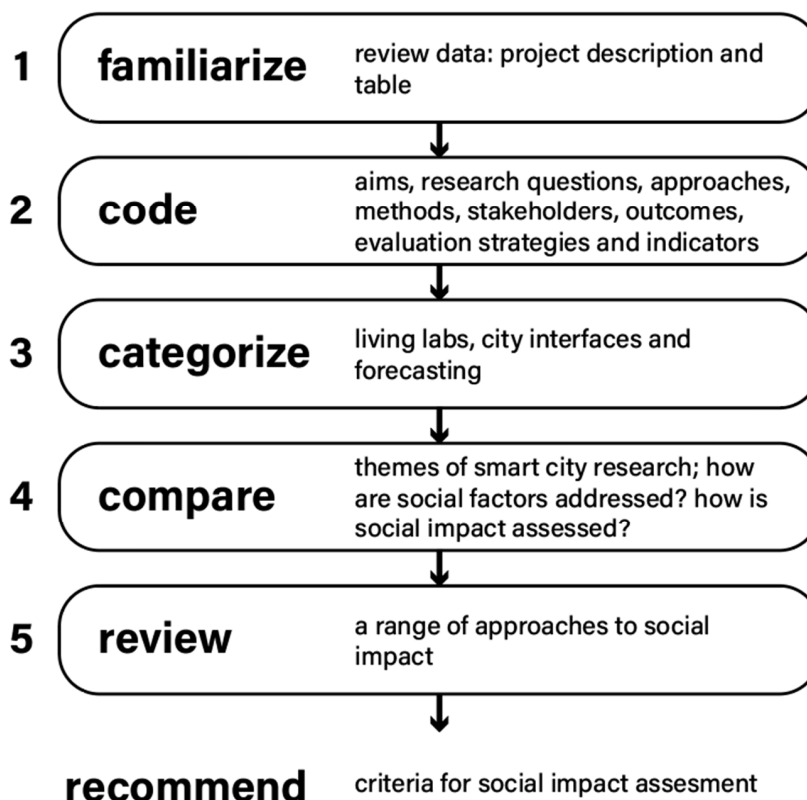 1 familiarize review data: project description and
table
2 code aims, research questions, approaches,
methods, stakeholders, outcomes,
evaluation strategies and indicators
3 categorize living labs, city interfaces and
forecasting
4 compare themes of smart city research; how
are social factors addressed? how is
social impact assessed?
5 review a range of approaches to social
impact
recommend criteria for social impact assesment